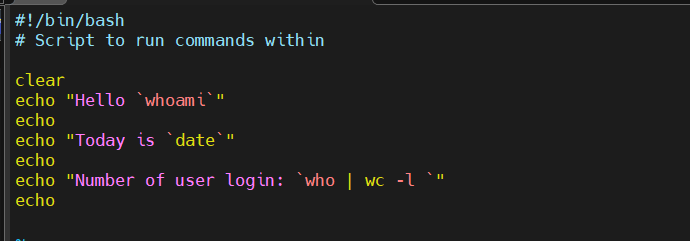 #!/bin/bash
# Script to run commands within
clear
echo "Hello `whoami`"
echo
echo "Today is `date`"
echo
echo "Number of user login: `who | wc -l `"
echo